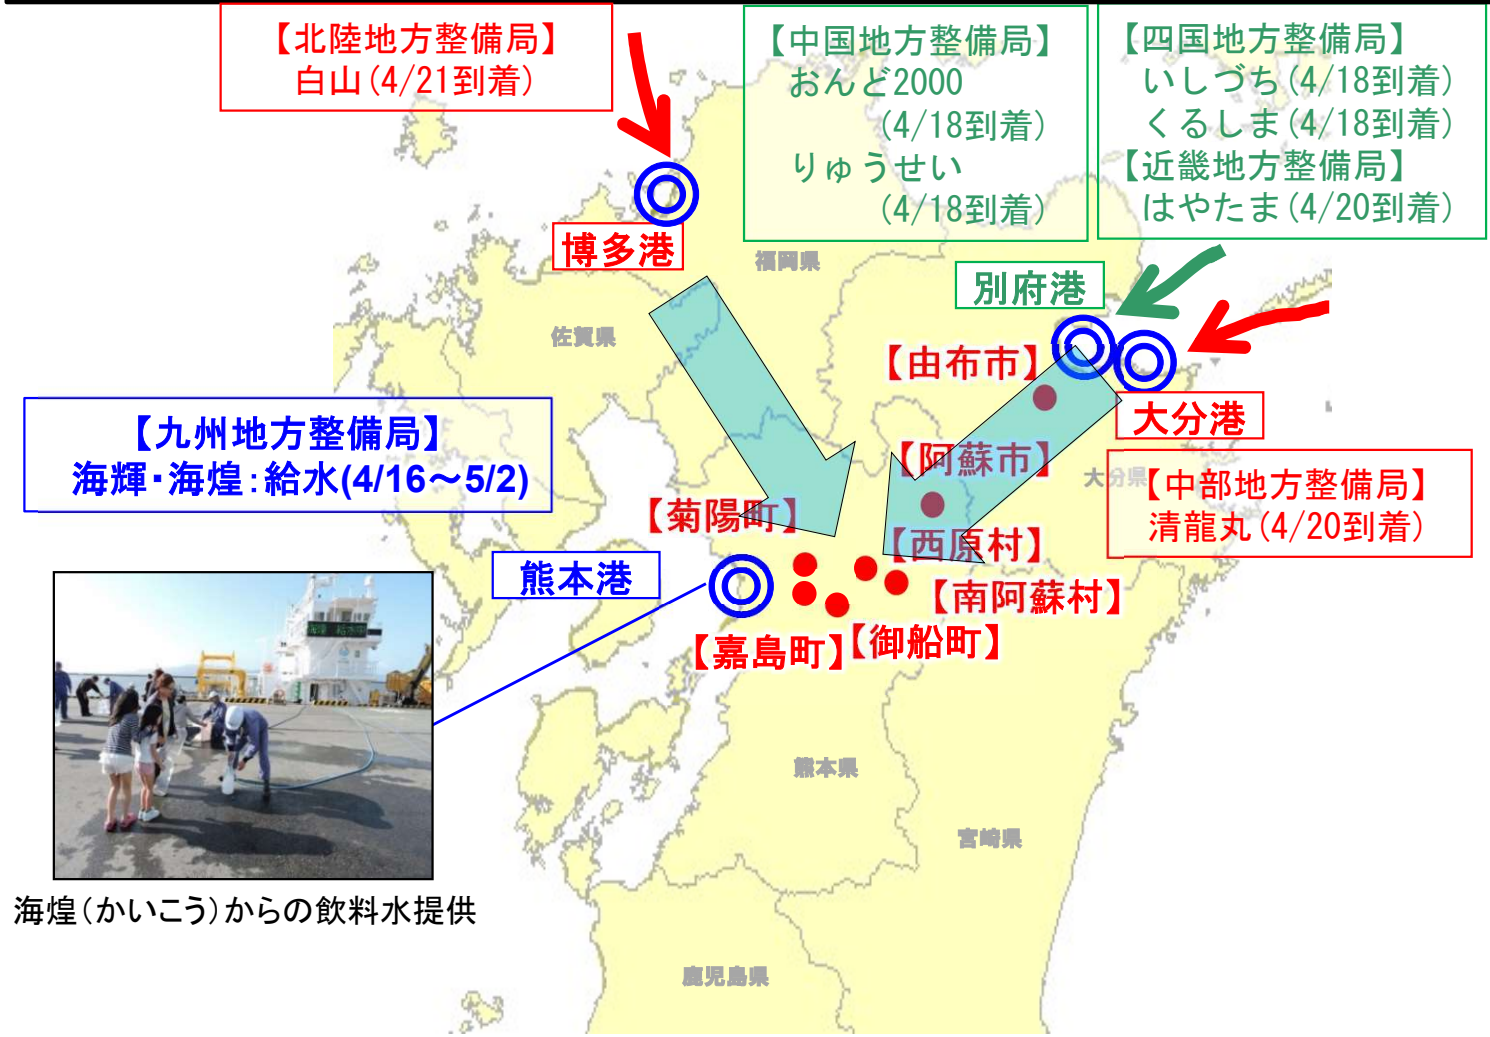 【北陸地方整備局】
白山(4/21到着)
【中国地方整備局】
おんど2000
(4/18到着)
りゅうせい
(4/18到着)
【四国地方整備局】
いしづち(4/18到着)
くるしま(4/18到着)
【近畿地方整備局】
はやたま(4/20到着)
博多港
福岡県
別府港
佐賀県
【由布市】
大分港
【九州地方整備局】
海輝・海煌:給水(4/16～5/2)
【阿蘇市】
大分県
【中部地方整備局】
清龍丸(4/20到着)
【菊陽町】
【西原村】
熊本港
【南阿蘇村】
【嘉島町】
【御船町】
熊本県
宮崎県
海煌(かいこう)からの飲料水提供
鹿児島県